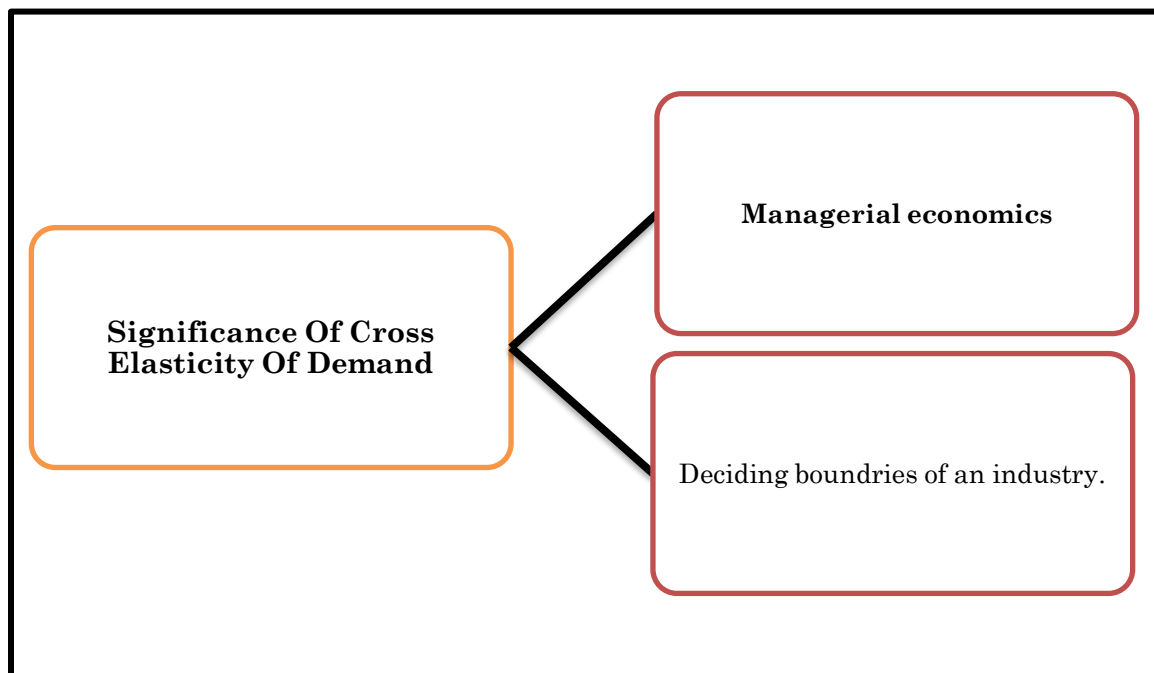 Significance Of Cross
Elasticity Of Demand
Managerial economics
Deciding boundries of an industry.